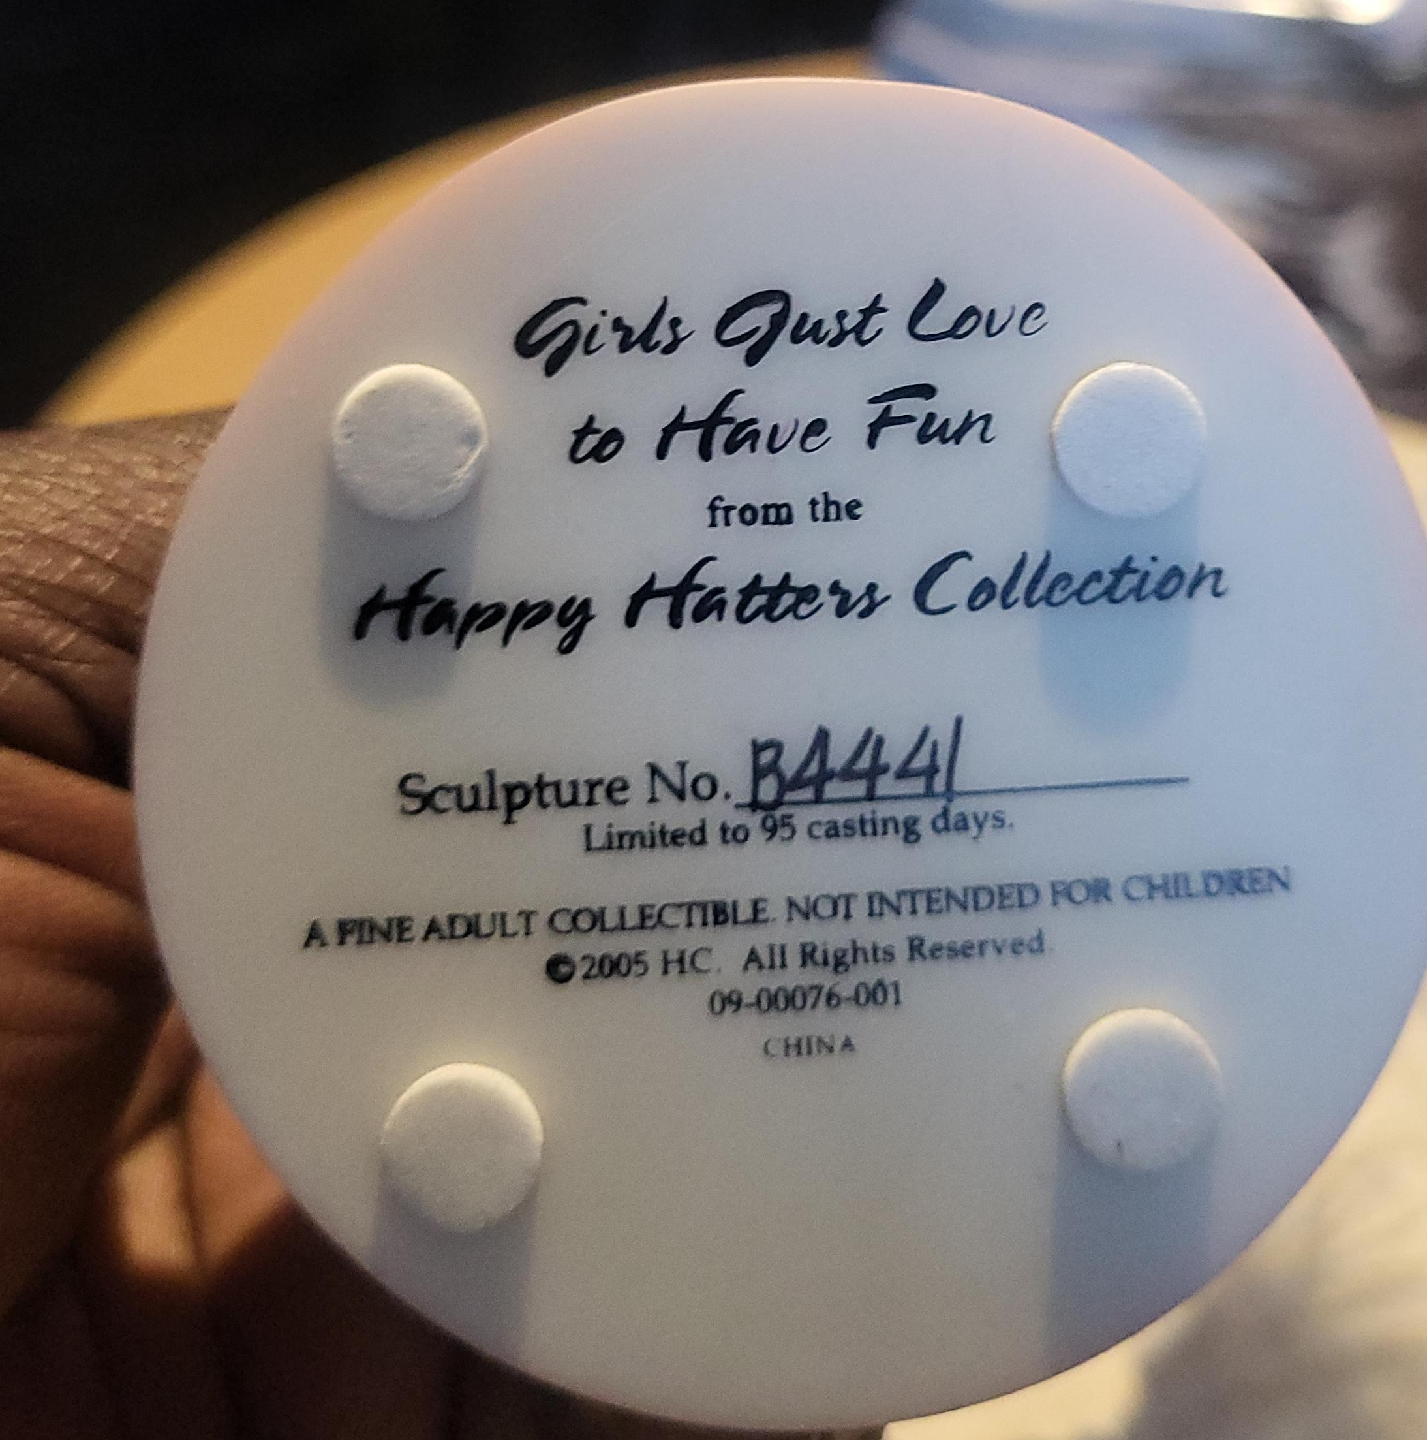 Girls Just Love
to Have Fun
from the
Happy Hatters Collection
Sculpture No. B4441
Limited to 95 casting days.
A FINE ADULT COLLECTIBLE. NOT INTENDED FOR CHILDREN
©2005 HC. All Rights Reserved.
09-00076-001
CHINA